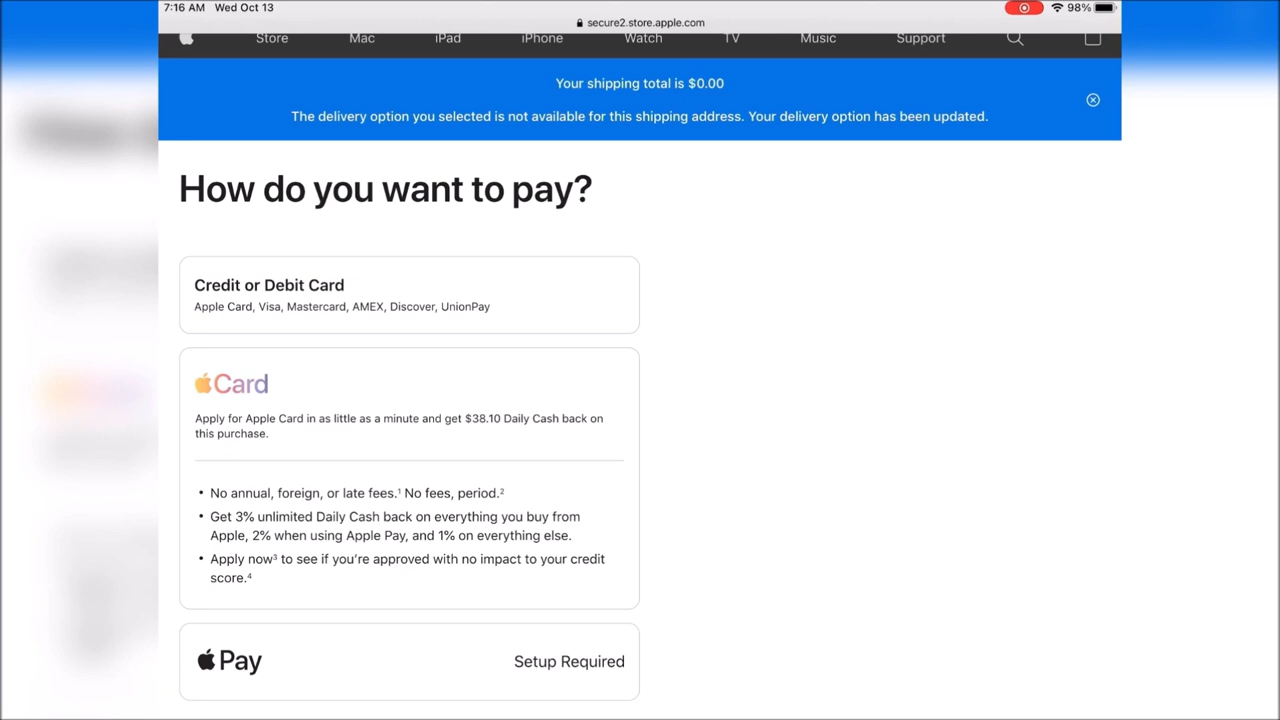 7:16 AM Wed Oct 13
98%
secure2.store.apple.com
Store Mac iPad iPhone Watch TV Music Support
Your shipping total is $0.00
The delivery option you selected is not available for this shipping address. Your delivery option has been updated.
How do you want to pay?
Credit or Debit Card
Apple Card, Visa, Mastercard, AMEX, Discover, UnionPay
Card
Apply for Apple Card in as little as a minute and get $38.10 Daily Cash back on
this purchase.
• No annual, foreign, or late fees.¹ No fees, period.²
• Get 3% unlimited Daily Cash back on everything you buy from
Apple, 2% when using Apple Pay, and 1% on everything else.
• Apply now³ to see if you're approved with no impact to your credit
score.⁴
Pay Setup Required